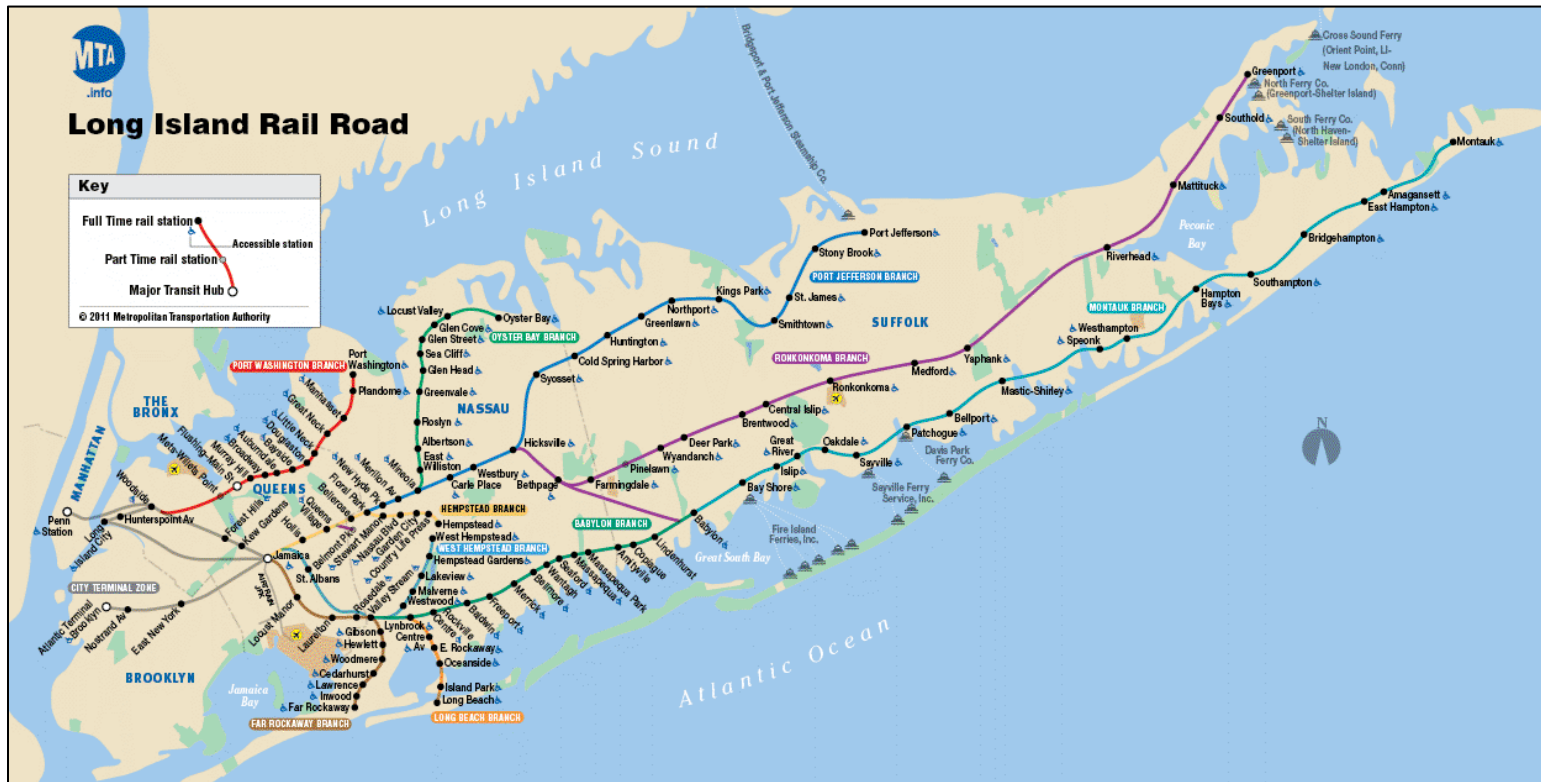 MTA
.info
Long Island Rail Road
Key
Full Time rail station
Accessible station
Part Time rail station
Major Transit Hub
© 2011 Metropolitan Transportation Authority
Long Island Sound
Bridgeport & Port Jefferson Steamship Co.
Cross Sound Ferry
(Orient Point, LI-
New London, Conn)
Greenport
North Ferry Co.
(Greenport-Shelter Island)
Southold
South Ferry Co.
(North Haven-
Shelter Island)
Montauk
Mattituck
Amagansett
East Hampton
Peconic
Bay
Bridgehampton
Riverhead
Southampton
Hampton
Bays
MONTAUK BRANCH
Westhampton
Speonk
Port Jefferson
Stony Brook
PORT JEFFERSON BRANCH
St. James
Smithtown
Kings Park
Northport
Greenlawn
Huntington
Cold Spring Harbor
Syosset
SUFFOLK
RONKONKOMA BRANCH
Yaphank
Medford
Ronkonkoma
Mastic-Shirley
Central Islip
Brentwood
Deer Park
Wyandanch
Pinelawn
Farmingdale
Bethpage
Hicksville
Bellport
Patchogue
Davis Park
Ferry Co.
Sayville
Sayville Ferry
Service, Inc.
Oakdale
Great
River
Islip
Bay Shore
Fire Island
Ferries, Inc.
Great South Bay
Babylon
BABYLON BRANCH
Locust Valley
Oyster Bay
OYSTER BAY BRANCH
Glen Cove
Glen Street
Sea Cliff
Glen Head
Greenvale
Roslyn
Albertson
East
Williston
NASSAU
Westbury
Carle Place
PORT WASHINGTON BRANCH
Port
Washington
Plandome
Manhasset
Great Neck
Little Neck
Douglaston
Bayside
Auburndale
Broadway
Murray Hill
Flushing-Main St
Mets-Willets Point
THE
BRONX
MANHATTAN
QUEENS
Woodside
Penn
Station
Long
Island City
Hunterspoint Av
Forest Hills
Kew Gardens
Jamaica
Hollis
Queens
Village
Bellerose
Floral Park
New Hyde Pk
Merillon Av
Mineola
HEMPSTEAD BRANCH
Belmont Park
Stewart Manor
Nassau Blvd
Garden City
Country Life Press
Hempstead
West Hempstead
WEST HEMPSTEAD BRANCH
Hempstead Gardens
Lakeview
Malverne
Westwood
St. Albans
CITY TERMINAL ZONE
Atlantic Terminal
Brooklyn
Nostrand Av
East New York
AIRTRAIN
JFK
Locust Manor
Laurelton
Rosedale
Valley Stream
Lynbrook
Centre
Av
Rockville
Centre
Baldwin
Freeport
Merrick
Bellmore
Wantagh
Seaford
Massapequa
Massapequa Park
Amityville
Copiague
Lindenhurst
Gibson
Hewlett
Woodmere
Cedarhurst
Lawrence
Inwood
Far Rockaway
FAR ROCKAWAY BRANCH
E. Rockaway
Oceanside
Island Park
Long Beach
LONG BEACH BRANCH
BROOKLYN
Jamaica
Bay
Atlantic Ocean
N